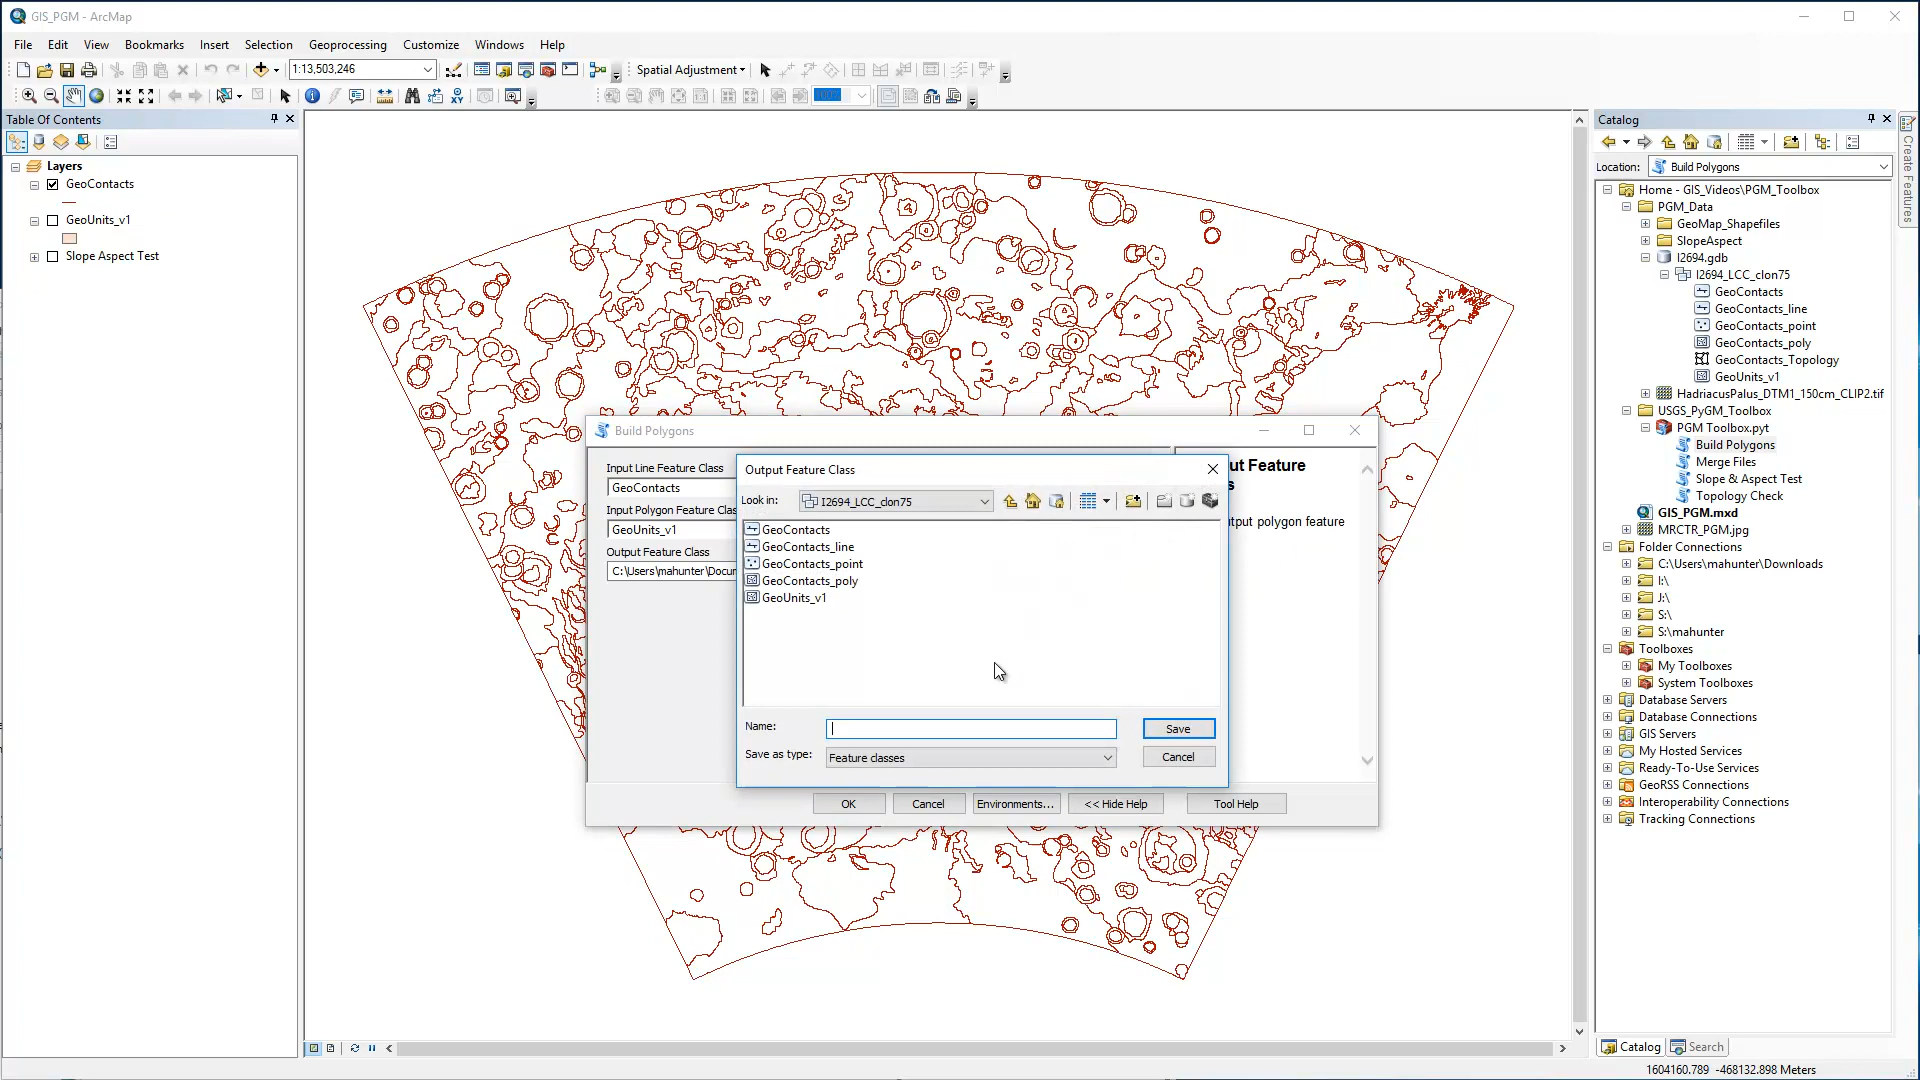 GIS_PGM - ArcMap
File Edit View Bookmarks Insert Selection Geoprocessing Customize Windows Help
1:13,503,246
Spatial Adjustment
Table Of Contents
Layers
GeoContacts
GeoUnits_v1
Slope Aspect Test
Build Polygons
Input Line Feature Class
GeoContacts
Input Polygon Feature Clas
GeoUnits_v1
Output Feature Class
C:\Users\mahunter\Docum
ut Feature
s
tput polygon feature
OK
Cancel
Environments...
<< Hide Help
Tool Help
Output Feature Class
Look in:
I2694_LCC_clon75
GeoContacts
GeoContacts_line
GeoContacts_point
GeoContacts_poly
GeoUnits_v1
Name:
Save
Save as type:
Feature classes
Cancel
Catalog
Location:
Build Polygons
Home - GIS_Videos\PGM_Toolbox
PGM_Data
GeoMap_Shapefiles
SlopeAspect
I2694.gdb
I2694_LCC_clon75
GeoContacts
GeoContacts_line
GeoContacts_point
GeoContacts_poly
GeoContacts_Topology
GeoUnits_v1
HadriacusPalus_DTM1_150cm_CLIP2.tif
USGS_PyGM_Toolbox
PGM Toolbox.pyt
Build Polygons
Merge Files
Slope & Aspect Test
Topology Check
GIS_PGM.mxd
MRCTR_PGM.jpg
Folder Connections
C:\Users\mahunter\Downloads
I:\
J:\
S:\
S:\mahunter
Toolboxes
My Toolboxes
System Toolboxes
Database Servers
Database Connections
GIS Servers
My Hosted Services
Ready-To-Use Services
GeoRSS Connections
Interoperability Connections
Tracking Connections
Catalog
Search
Create Features
1604160.789 -468132.898 Meters